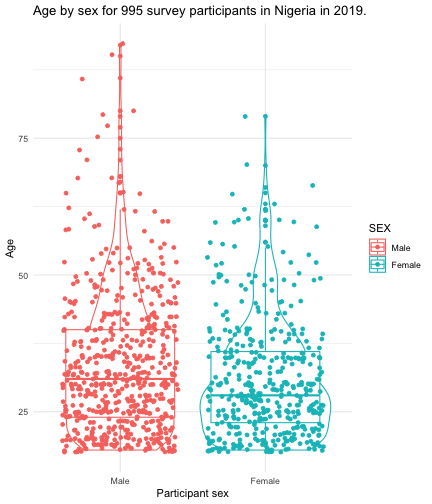 Age by sex for 995 survey participants in Nigeria in 2019.
Age
75
50
25
Male
Female
Participant sex
SEX
Male
Female